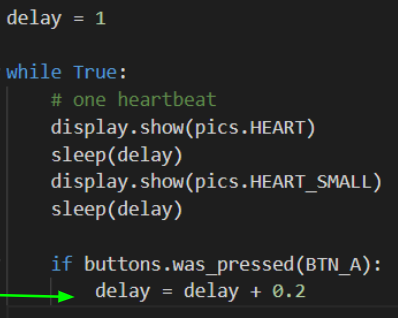 delay = 1
while True:
# one heartbeat
display.show(pics.HEART)
sleep(delay)
display.show(pics.HEART_SMALL)
sleep(delay)
if buttons.was_pressed(BTN_A):
delay = delay + 0.2